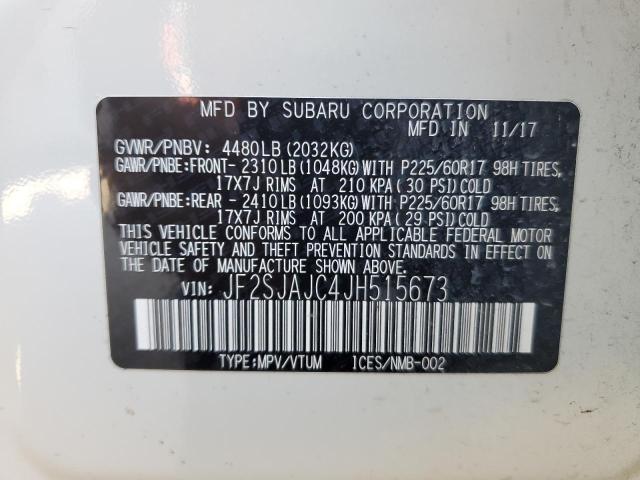 MFD BY SUBARU CORPORATION
MFD IN 11/17
GVWR/PNBV: 4480LB (2032KG)
GAWR/PNBE:FRONT- 2310LB (1048KG) WITH P225/60R17 98H TIRES,
17X7J RIMS AT 210 KPA (30 PSI) COLD
GAWR/PNBE:REAR - 2410LB (1093KG) WITH P225/60R17 98H TIRES,
17X7J RIMS AT 200 KPA (29 PSI) COLD
THIS VEHICLE CONFORMS TO ALL APPLICABLE FEDERAL MOTOR
VEHICLE SAFETY AND THEFT PREVENTION STANDARDS IN EFFECT ON
THE DATE OF MANUFACTURE SHOWN ABOVE.
VIN: JF2SJAJC4JH515673
TYPE:MPV/VTUM 1CES/NMB-002